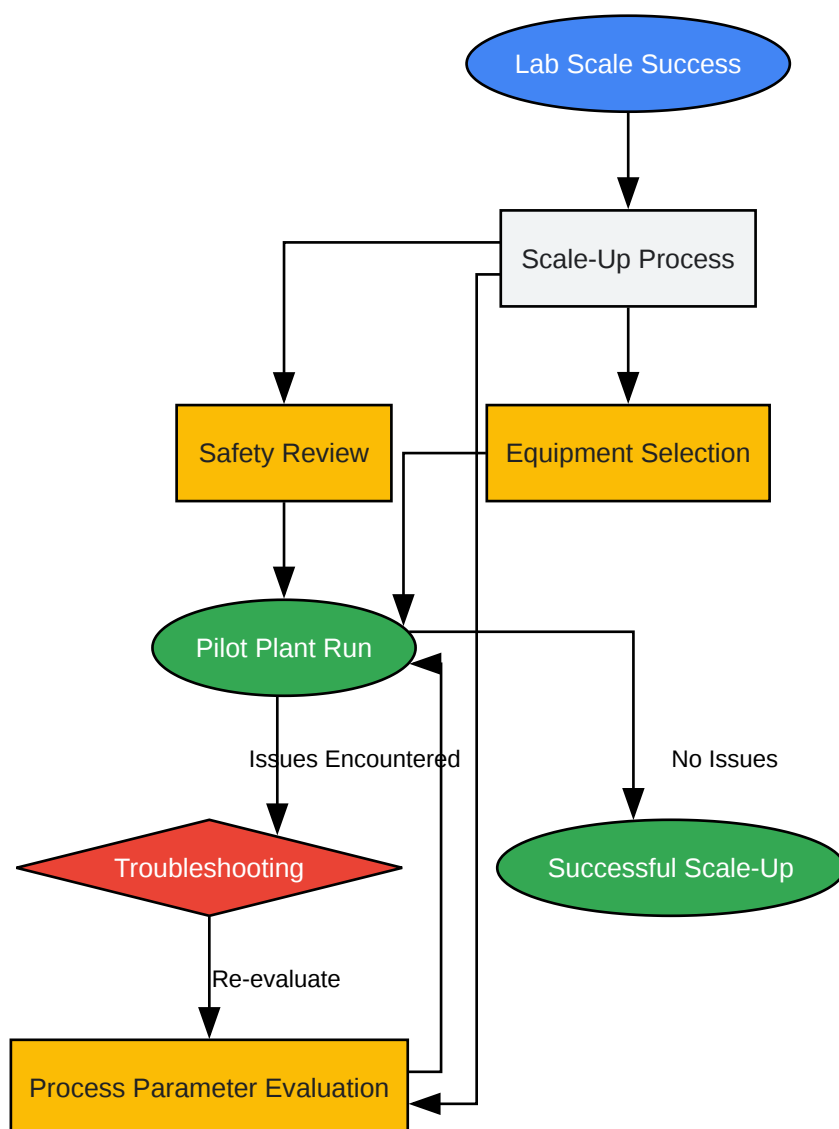 Lab Scale Success
Scale-Up Process
Safety Review
Equipment Selection
Pilot Plant Run
Issues Encountered
No Issues
Troubleshooting
Successful Scale-Up
Re-evaluate
Process Parameter Evaluation